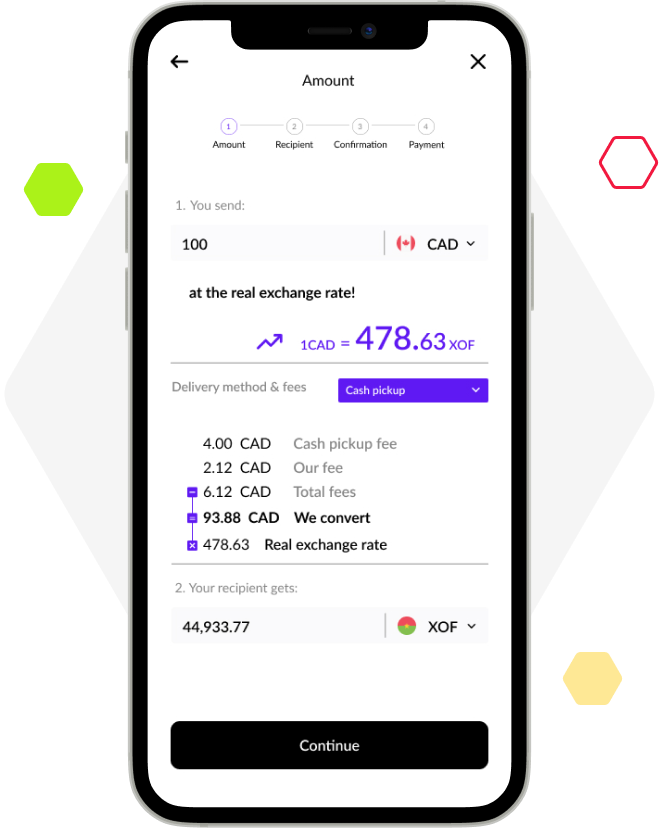 Amount
1 2 3 4
Amount Recipient Confirmation Payment
1. You send:
100 CAD
at the real exchange rate!
1CAD = 478.63 XOF
Delivery method & fees Cash pickup
4.00 CAD Cash pickup fee
2.12 CAD Our fee
6.12 CAD Total fees
93.88 CAD We convert
478.63 Real exchange rate
2. Your recipient gets:
44,933.77 XOF
Continue